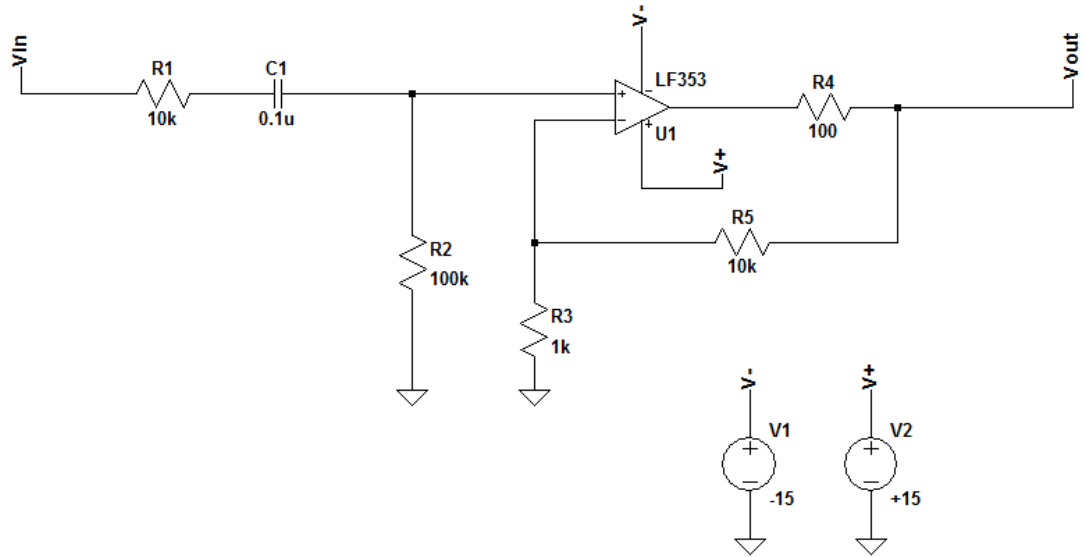 Vin
R1
10k
C1
0.1u
V-
LF353
+
−
−
+
U1
V+
R4
100
Vout
R2
100k
R5
10k
R3
1k
V-
V+
V1
+
−
-15
V2
+
−
+15